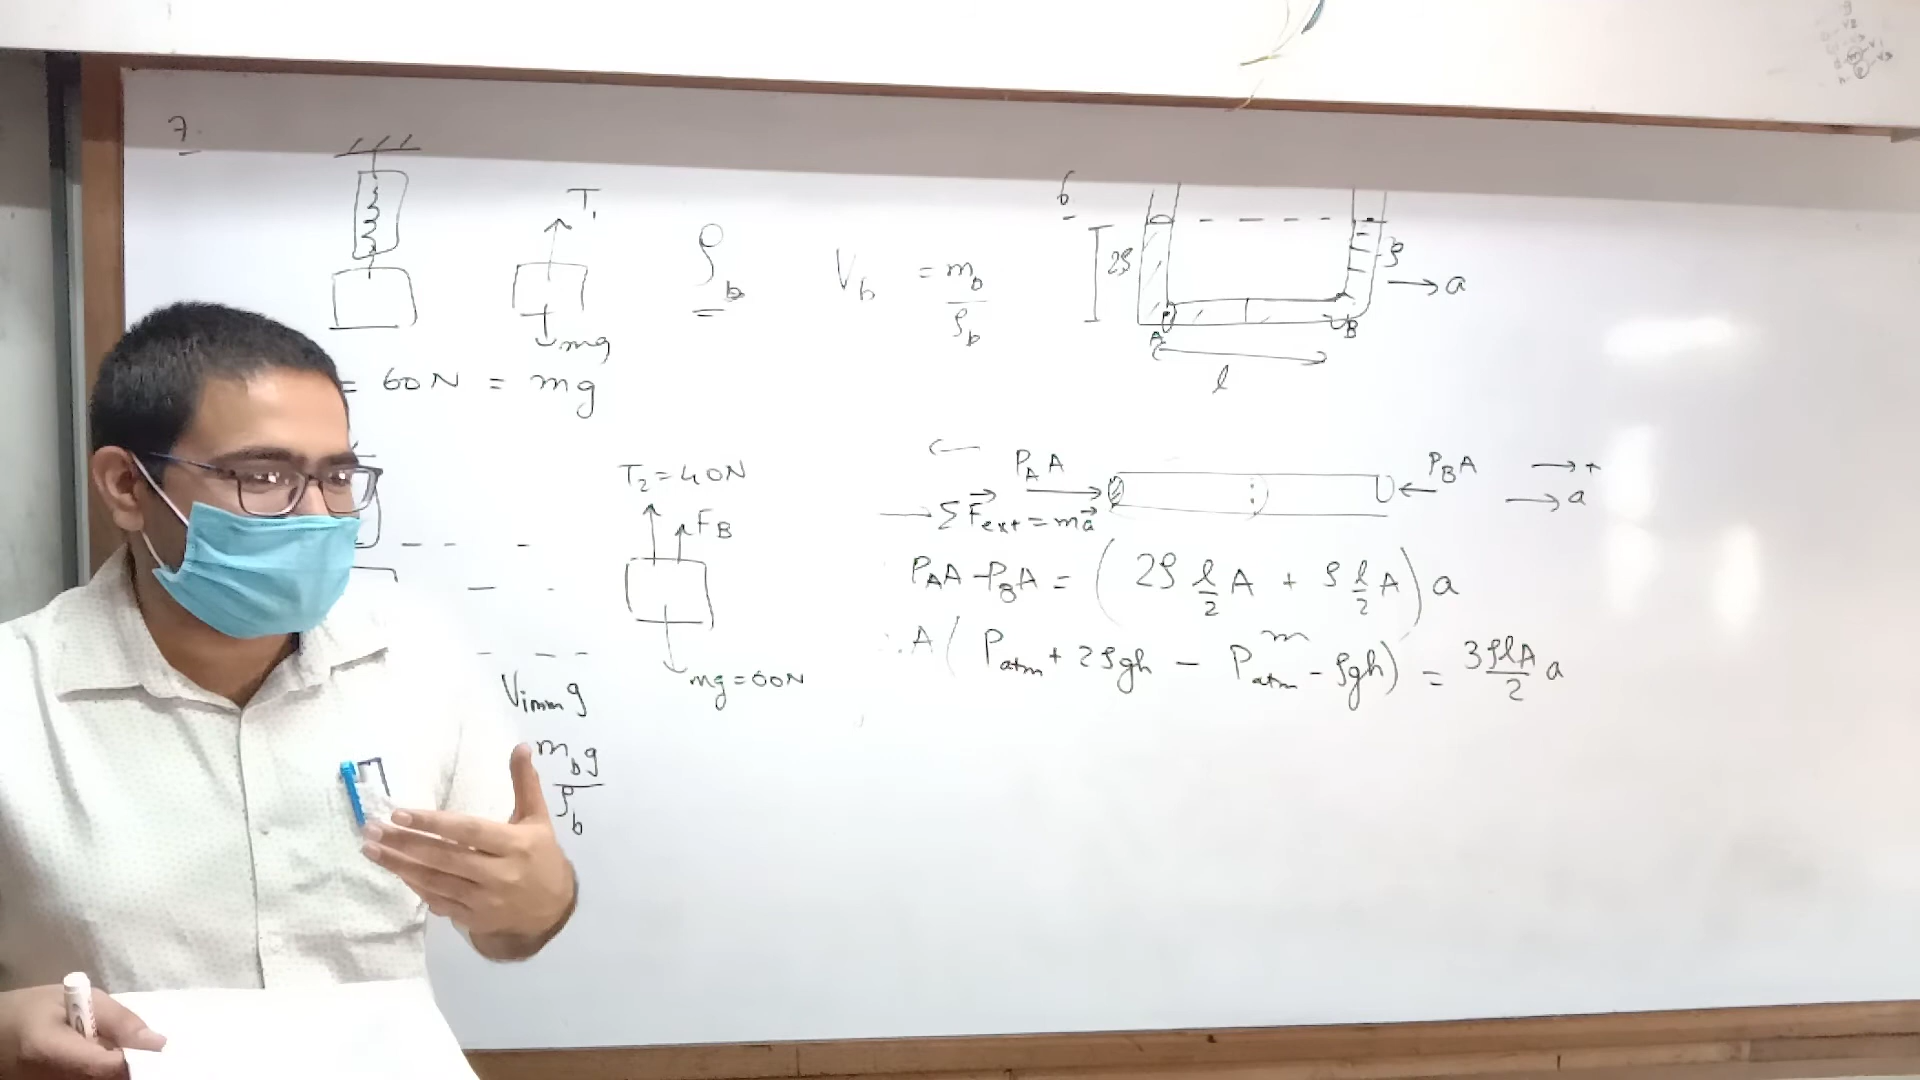 7.
T₁
mg
= 60N = mg
ρ_b
V_b = m_b/ρ_b
T₂ = 40N
F_B
mg = 60N
V_imm g
m_b g/ρ_b
6
2ρ
ρ
a
A
B
l
P_A A
P_B A
+
a
ΣF⃗_ext = ma⃗
P_A A - P_B A = (2ρ l/2 A + ρ l/2 A) a
m
∴ A (P_atm + 2ρgh - P_atm - ρgh) = 3ρlA/2 a